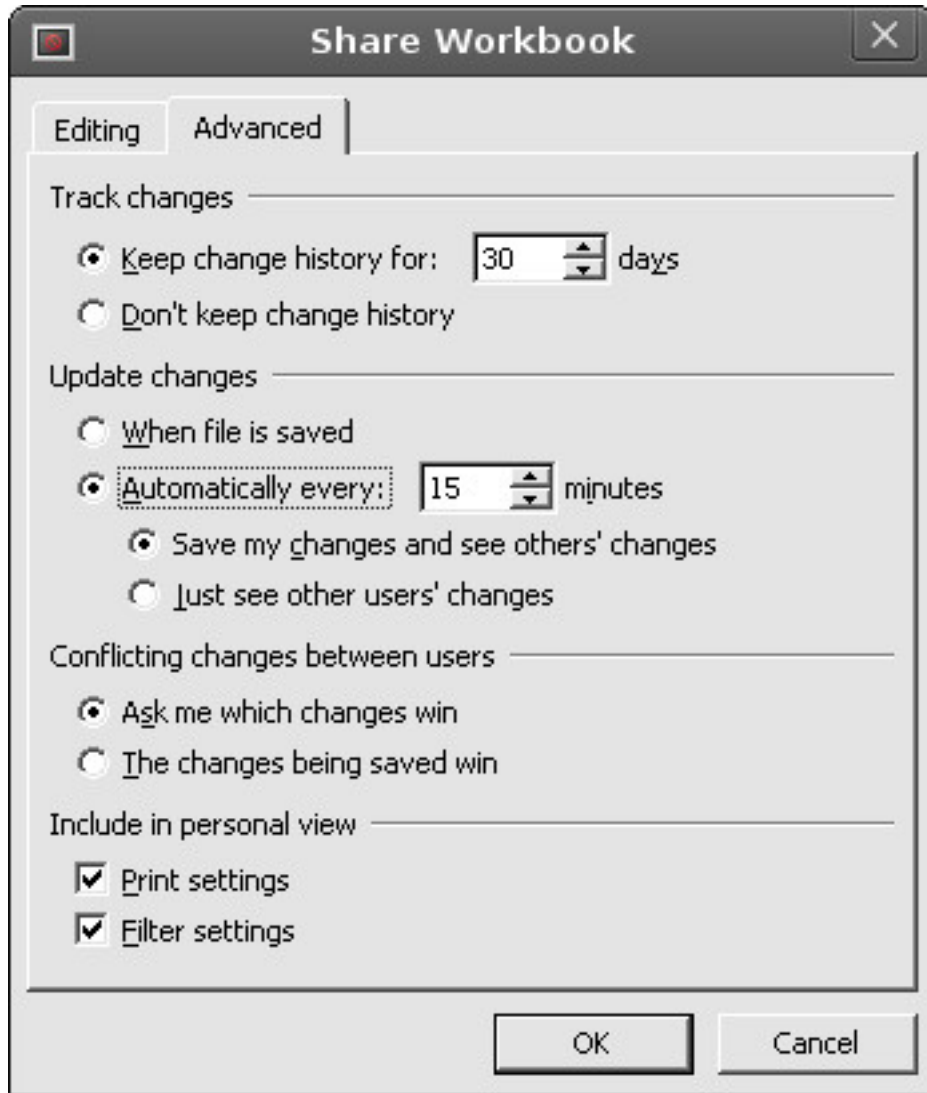 Share Workbook
Editing Advanced
Track changes
Keep change history for: 30 days
Don't keep change history
Update changes
When file is saved
Automatically every: 15 minutes
Save my changes and see others' changes
Just see other users' changes
Conflicting changes between users
Ask me which changes win
The changes being saved win
Include in personal view
Print settings
Filter settings
OK Cancel